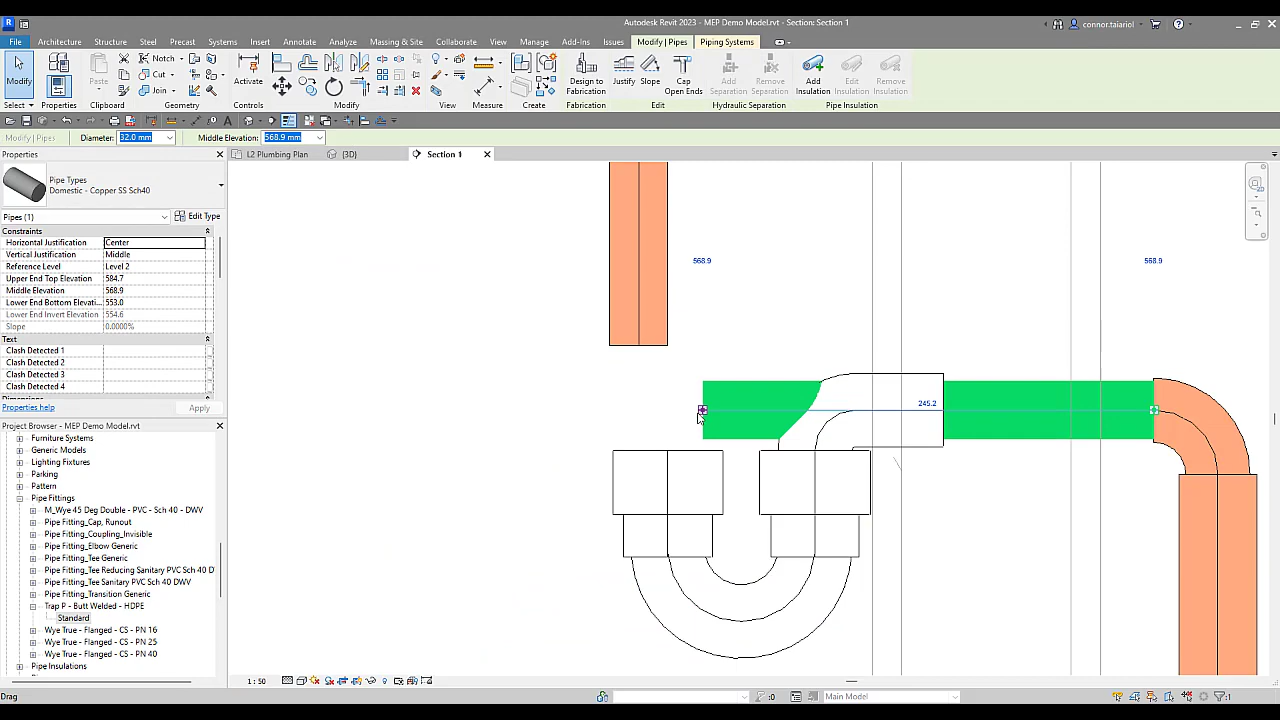 Autodesk Revit 2023 - MEP Demo Model.rvt - Section: Section 1
connor.taiariol
File Architecture Structure Steel Precast Systems Insert Annotate Analyze Massing & Site Collaborate View Manage Add-Ins Issues Modify | Pipes Piping Systems
Modify
Properties
Paste
Notch
Cut
Join
Activate
Design to Fabrication
Justify
Slope
Cap Open Ends
Add Separation
Remove Separation
Add Insulation
Edit Insulation
Remove Insulation
Select Properties Clipboard Geometry Controls Modify View Measure Create Fabrication Edit Hydraulic Separation Pipe Insulation
Modify | Pipes Diameter: 32.0 mm Middle Elevation: 568.9 mm
Properties
L2 Plumbing Plan {3D} Section 1
Pipe Types
Domestic - Copper SS Sch40
Pipes (1) Edit Type
Constraints
Horizontal Justification Center
Vertical Justification Middle
Reference Level Level 2
Upper End Top Elevation 584.7
Middle Elevation 568.9
Lower End Bottom Elevati... 553.0
Lower End Invert Elevation 554.6
Slope 0.0000%
Text
Clash Detected 1
Clash Detected 2
Clash Detected 3
Clash Detected 4
Properties help Apply
Project Browser - MEP Demo Model.rvt
Furniture Systems
Generic Models
Lighting Fixtures
Parking
Pattern
Pipe Fittings
M_Wye 45 Deg Double - PVC - Sch 40 - DWV
Pipe Fitting_Cap, Runout
Pipe Fitting_Coupling_Invisible
Pipe Fitting_Elbow Generic
Pipe Fitting_Tee Generic
Pipe Fitting_Tee Reducing Sanitary PVC Sch 40 D
Pipe Fitting_Tee Sanitary PVC Sch 40 DWV
Pipe Fitting_Transition Generic
Trap P - Butt Welded - HDPE
Standard
Wye True - Flanged - CS - PN 16
Wye True - Flanged - CS - PN 25
Wye True - Flanged - CS - PN 40
Pipe Insulations
568.9
568.9
245.2
1 : 50
Drag
:0
Main Model
:1